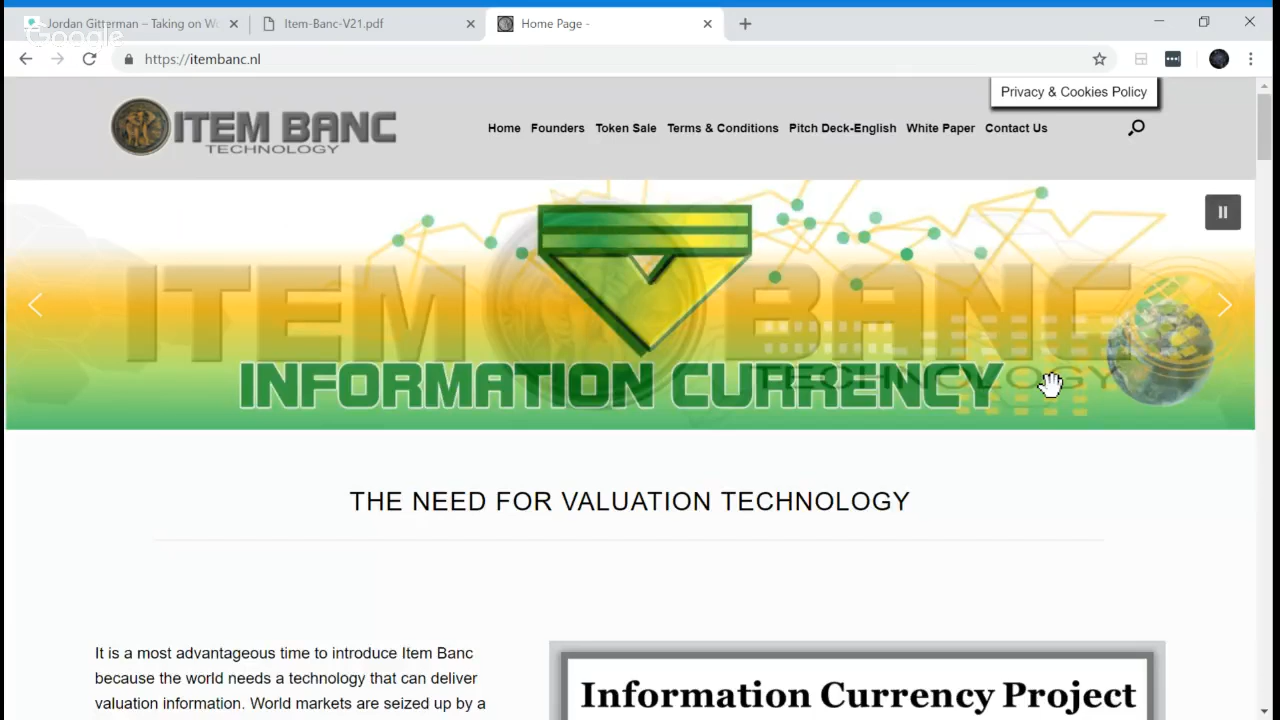 Jordan Gitterman – Taking on Wo
Item-Banc-V21.pdf
Home Page -
Google
https://itembanc.nl
Privacy & Cookies Policy
ITEM BANC
TECHNOLOGY
Home
Founders
Token Sale
Terms & Conditions
Pitch Deck-English
White Paper
Contact Us
ITEM BANC
TECHNOLOGY
INFORMATION CURRENCY
THE NEED FOR VALUATION TECHNOLOGY
It is a most advantageous time to introduce Item Banc
because the world needs a technology that can deliver
valuation information. World markets are seized up by a
Information Currency Project